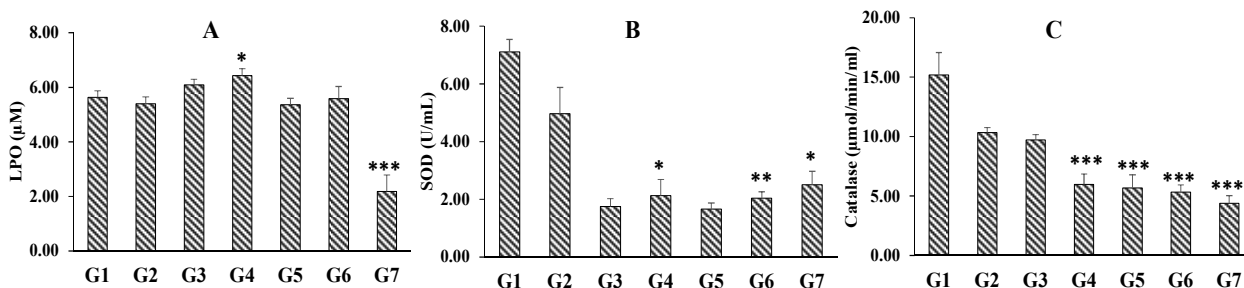 A
LPO (µM)
8.00
6.00
4.00
2.00
0.00
*
***
G1 G2 G3 G4 G5 G6 G7
B
SOD (U/mL)
8.00
6.00
4.00
2.00
0.00
*
**
*
G1 G2 G3 G4 G5 G6 G7
C
Catalase (µmol/min/ml)
20.00
15.00
10.00
5.00
0.00
***
***
***
***
G1 G2 G3 G4 G5 G6 G7